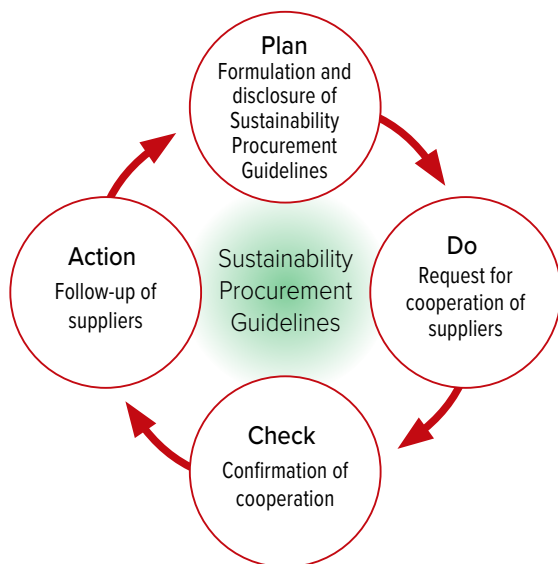 Plan
Formulation and
disclosure of
Sustainability
Procurement
Guidelines
Do
Request for
cooperation of
suppliers
Check
Confirmation of
cooperation
Action
Follow-up of
suppliers
Sustainability
Procurement
Guidelines